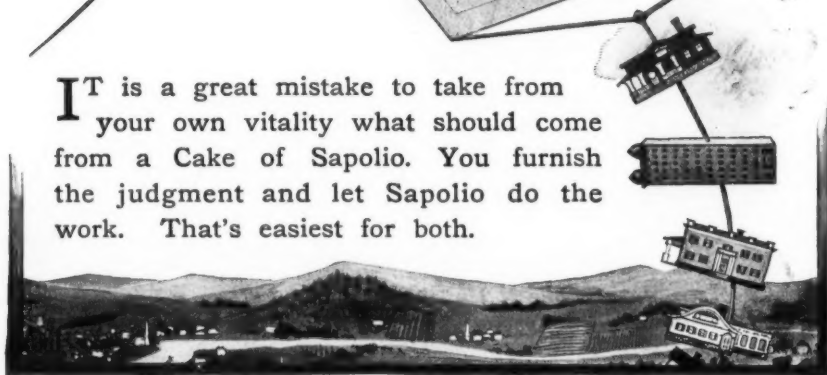 IT is a great mistake to take from
your own vitality what should come
from a Cake of Sapolio. You furnish
the judgment and let Sapolio do the
work. That's easiest for both.